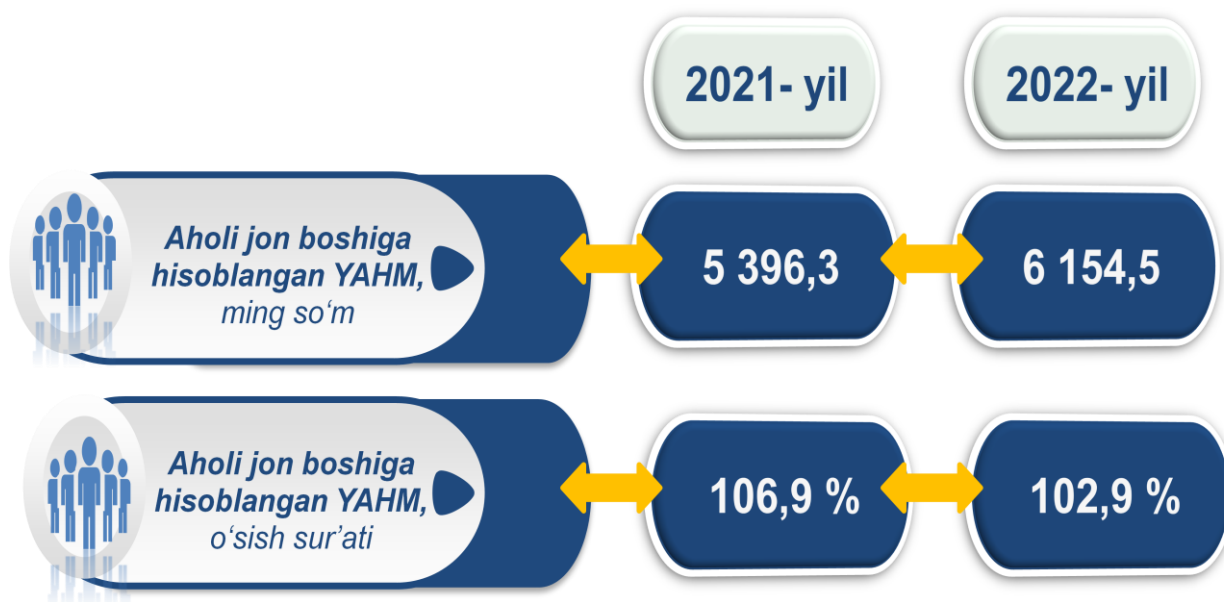 2021- yil
2022- yil
Aholi jon boshiga
hisoblangan YAHM,
ming so‘m
5 396,3
6 154,5
Aholi jon boshiga
hisoblangan YAHM,
o‘sish sur’ati
106,9 %
102,9 %